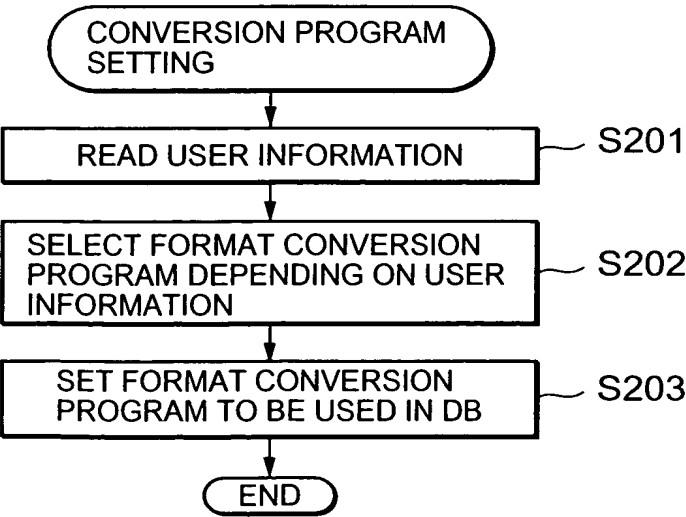 CONVERSION PROGRAM
SETTING
READ USER INFORMATION
S201
SELECT FORMAT CONVERSION
PROGRAM DEPENDING ON USER
INFORMATION
S202
SET FORMAT CONVERSION
PROGRAM TO BE USED IN DB
S203
END